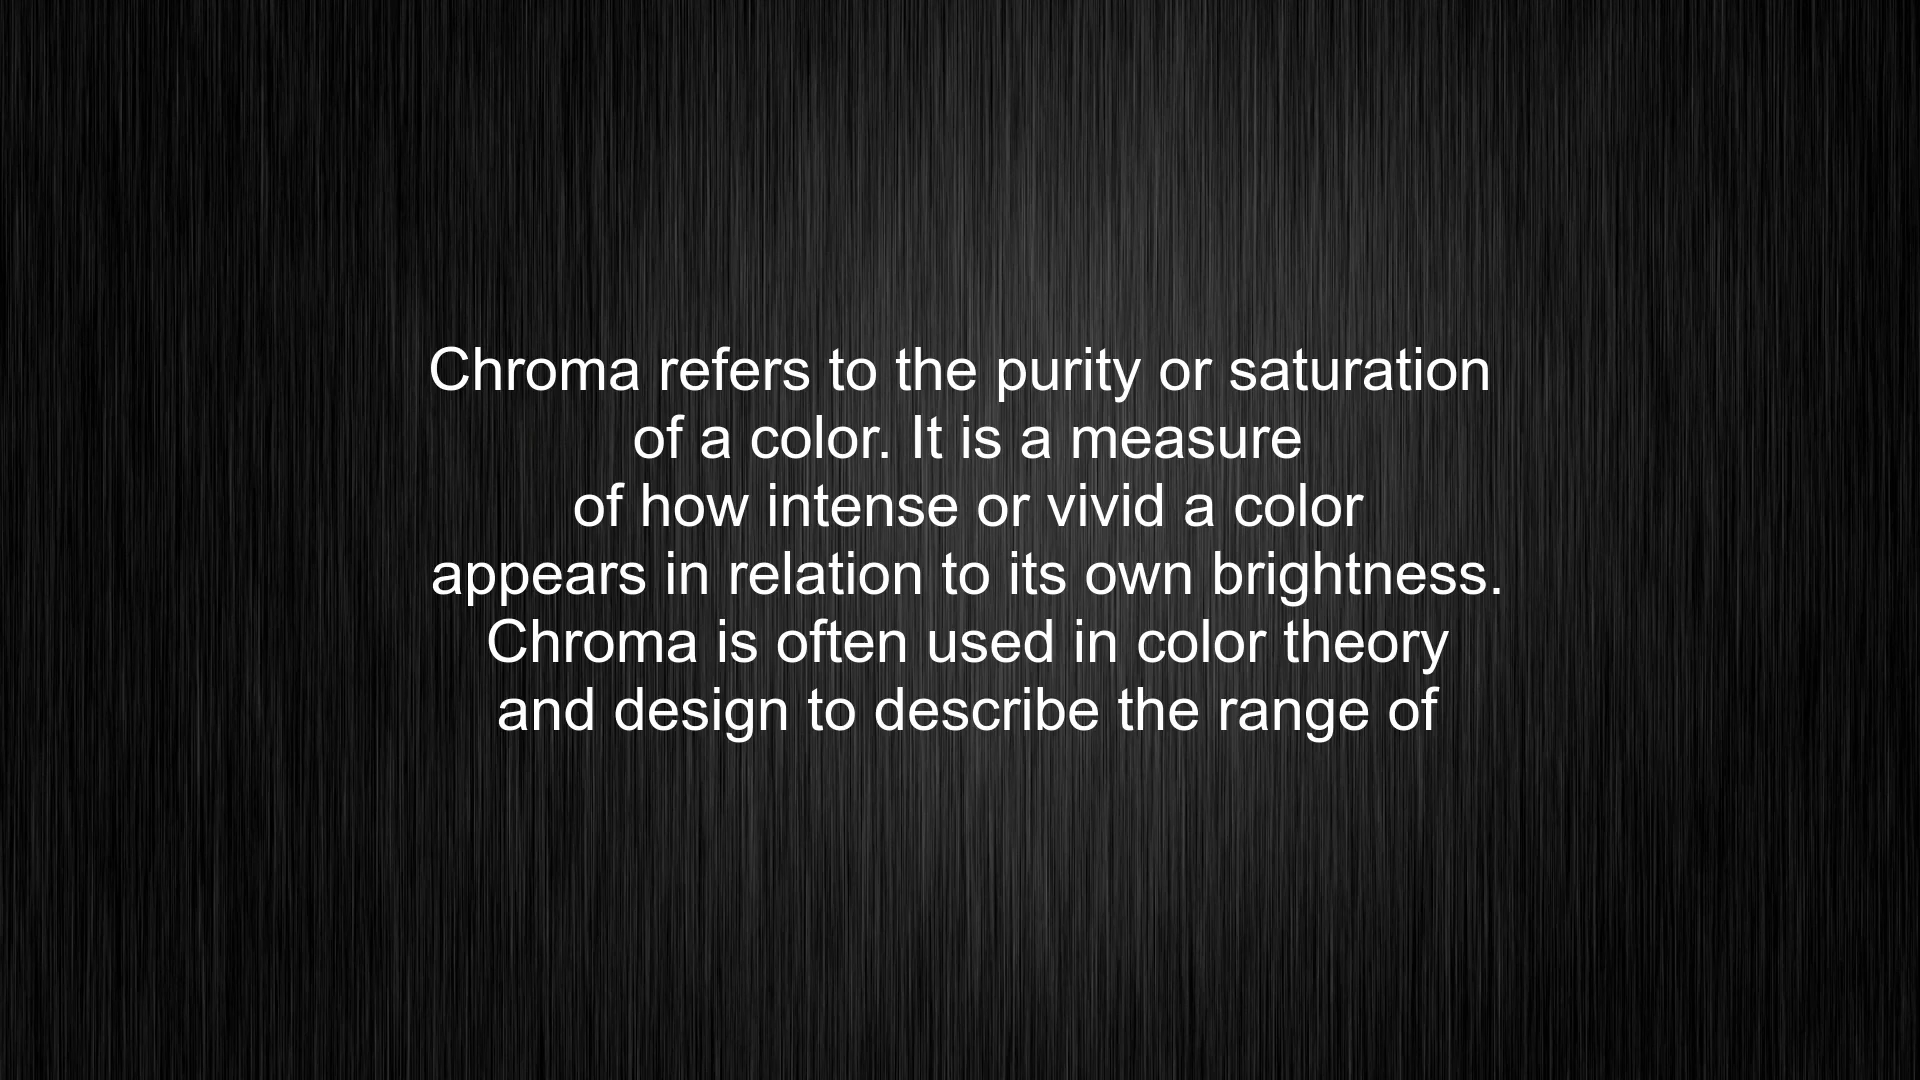 Chroma refers to the purity or saturation
of a color. It is a measure
of how intense or vivid a color
appears in relation to its own brightness.
Chroma is often used in color theory
and design to describe the range of